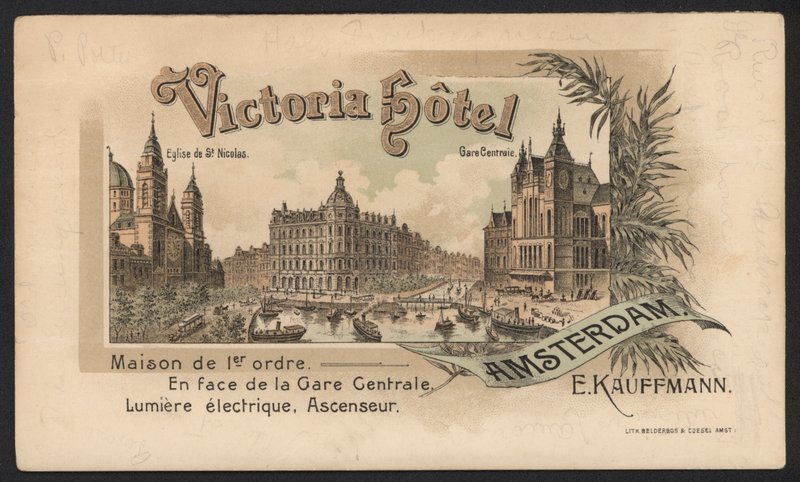 Victoria Hôtel
Eglise de St Nicolas.
Gare Centrale.
AMSTERDAM.
Maison de 1er ordre.
En face de la Gare Centrale,
Lumière électrique, Ascenseur.
E. KAUFFMANN.
LITH. BELDERBOS & COESEL AMST.